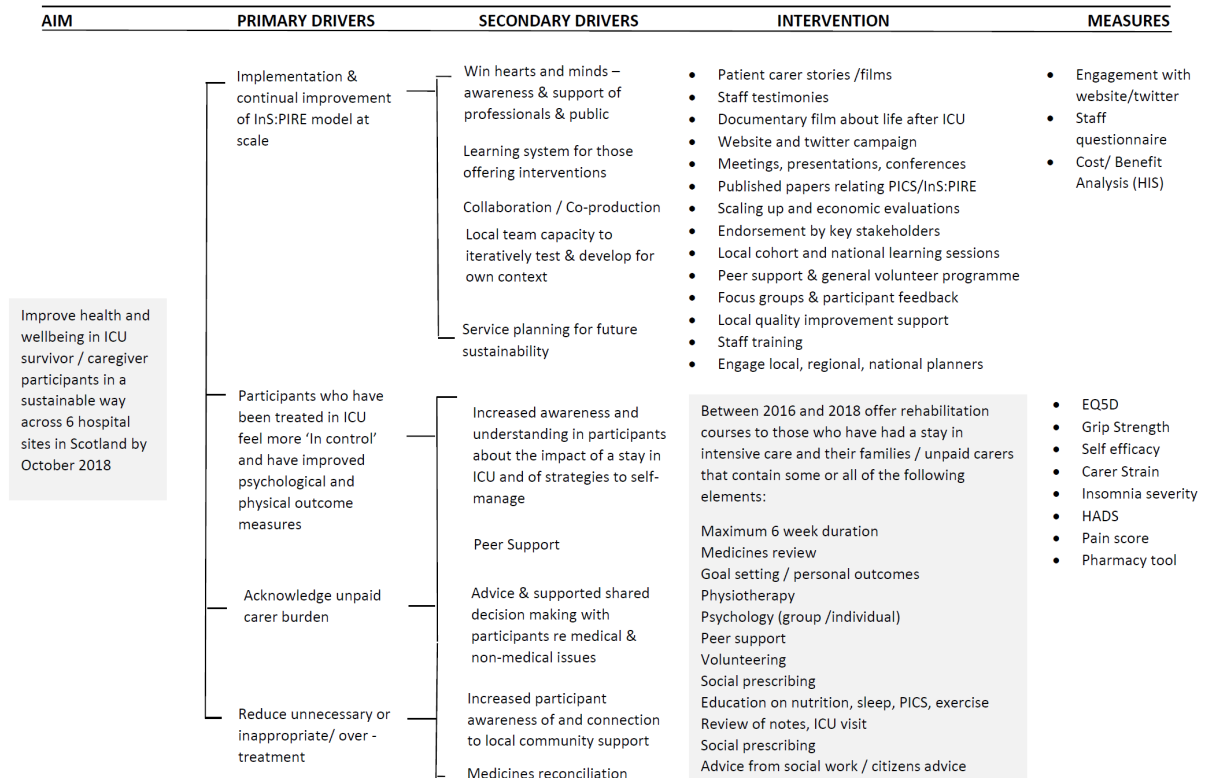 AIM PRIMARY DRIVERS SECONDARY DRIVERS INTERVENTION MEASURES
Improve health and
wellbeing in ICU
survivor / caregiver
participants in a
sustainable way
across 6 hospital
sites in Scotland by
October 2018
Implementation &
continual improvement
of InS:PIRE model at
scale
Participants who have
been treated in ICU
feel more ‘In control’
and have improved
psychological and
physical outcome
measures
Acknowledge unpaid
carer burden
Reduce unnecessary or
inappropriate/ over -
treatment
Win hearts and minds –
awareness & support of
professionals & public
Learning system for those
offering interventions
Collaboration / Co-production
Local team capacity to
iteratively test & develop for
own context
Service planning for future
sustainability
Increased awareness and
understanding in participants
about the impact of a stay in
ICU and of strategies to self-
manage
Peer Support
Advice & supported shared
decision making with
participants re medical &
non-medical issues
Increased participant
awareness of and connection
to local community support
Medicines reconciliation
• Patient carer stories /films
• Staff testimonies
• Documentary film about life after ICU
• Website and twitter campaign
• Meetings, presentations, conferences
• Published papers relating PICS/InS:PIRE
• Scaling up and economic evaluations
• Endorsement by key stakeholders
• Local cohort and national learning sessions
• Peer support & general volunteer programme
• Focus groups & participant feedback
• Local quality improvement support
• Staff training
• Engage local, regional, national planners
Between 2016 and 2018 offer rehabilitation
courses to those who have had a stay in
intensive care and their families / unpaid carers
that contain some or all of the following
elements:
Maximum 6 week duration
Medicines review
Goal setting / personal outcomes
Physiotherapy
Psychology (group /individual)
Peer support
Volunteering
Social prescribing
Education on nutrition, sleep, PICS, exercise
Review of notes, ICU visit
Social prescribing
Advice from social work / citizens advice
• Engagement with
website/twitter
• Staff
questionnaire
• Cost/ Benefit
Analysis (HIS)
• EQ5D
• Grip Strength
• Self efficacy
• Carer Strain
• Insomnia severity
• HADS
• Pain score
• Pharmacy tool